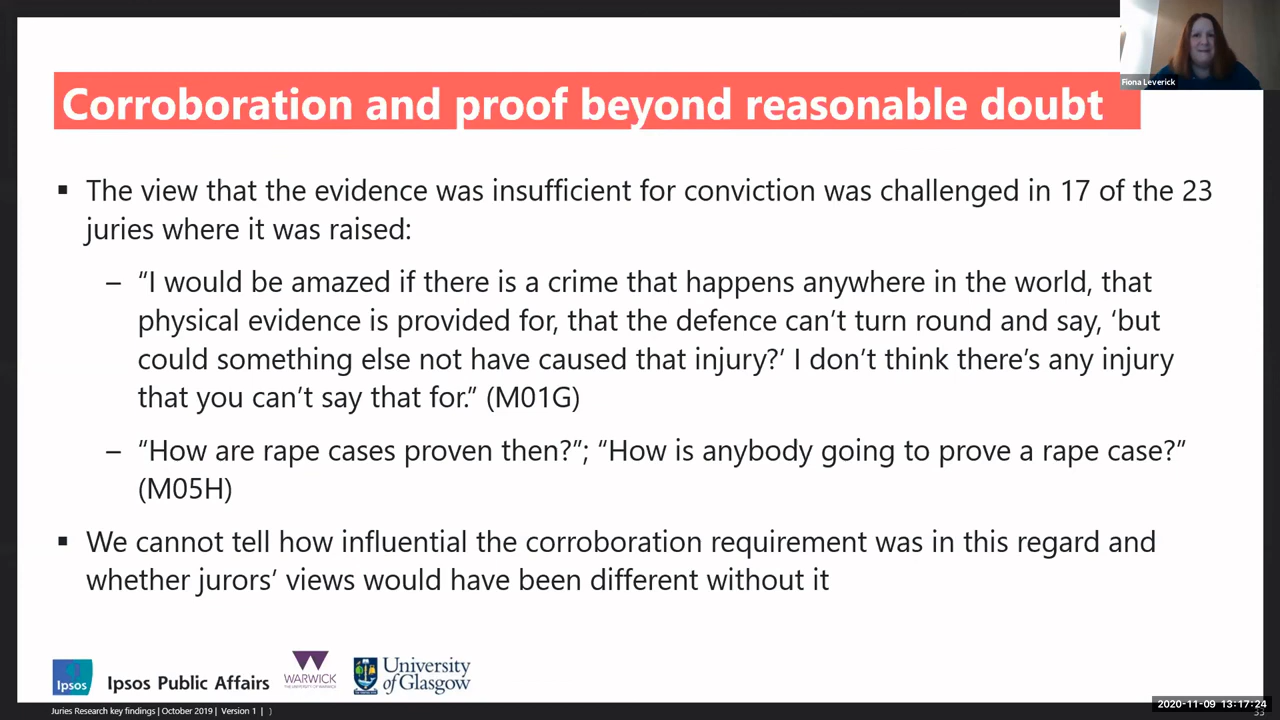 Fiona Leverick
Corroboration and proof beyond reasonable doubt
▪ The view that the evidence was insufficient for conviction was challenged in 17 of the 23
juries where it was raised:
– “I would be amazed if there is a crime that happens anywhere in the world, that
physical evidence is provided for, that the defence can’t turn round and say, ‘but
could something else not have caused that injury?’ I don’t think there’s any injury
that you can’t say that for.” (M01G)
– “How are rape cases proven then?”; “How is anybody going to prove a rape case?”
(M05H)
▪ We cannot tell how influential the corroboration requirement was in this regard and
whether jurors’ views would have been different without it
Ipsos
Ipsos Public Affairs
WARWICK
THE UNIVERSITY OF WARWICK
University
of Glasgow
Juries Research key findings | October 2019 | Version 1 | )
2020-11-09 13:17:24